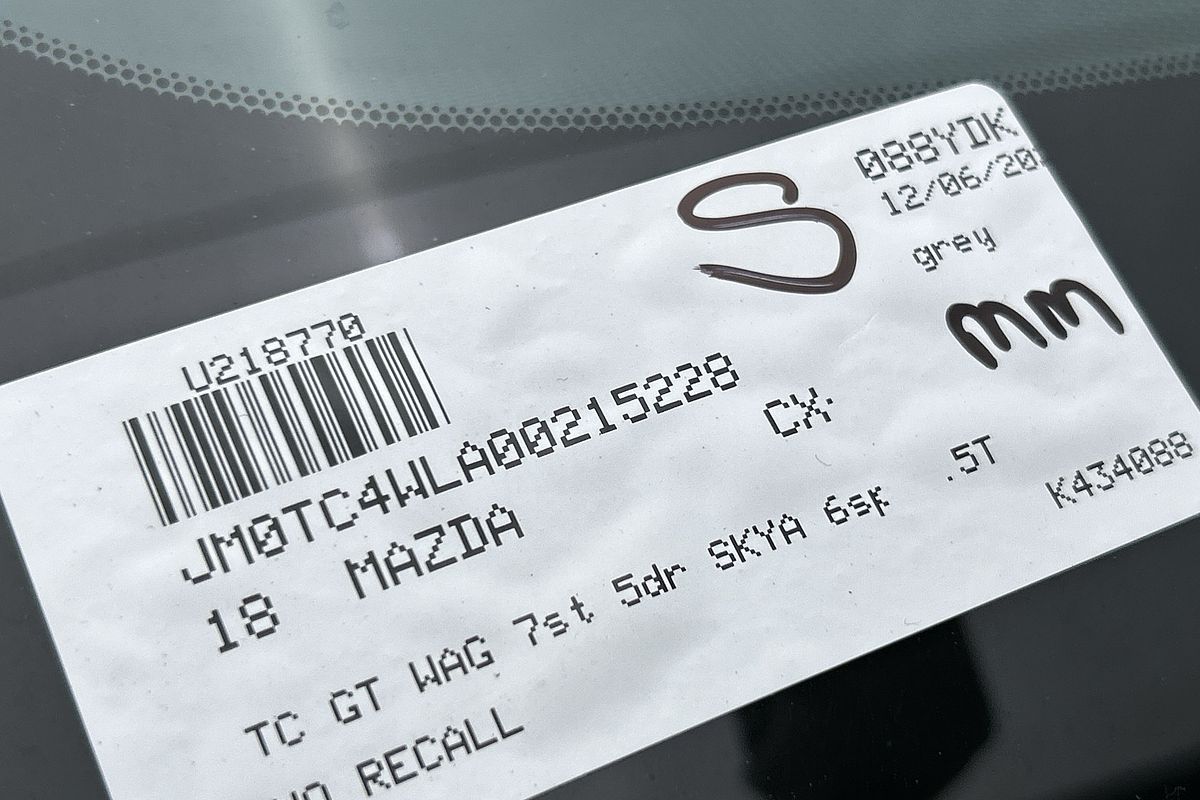 088YDK
12/06/20
grey
S
MM
U218770
JM0TC4WLA00215228
18 MAZDA CX-
TC GT WAG 7st 5dr SKYA 6sp .5T
K434088
NO RECALL